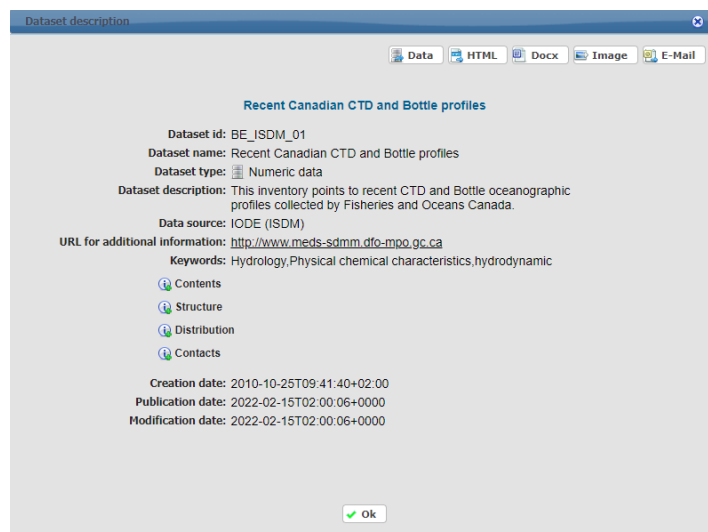 Dataset description
Data HTML Docx Image E-Mail
Recent Canadian CTD and Bottle profiles
Dataset id: BE_ISDM_01
Dataset name: Recent Canadian CTD and Bottle profiles
Dataset type: Numeric data
Dataset description: This inventory points to recent CTD and Bottle oceanographic
profiles collected by Fisheries and Oceans Canada.
Data source: IODE (ISDM)
URL for additional information: http://www.meds-sdmm.dfo-mpo.gc.ca
Keywords: Hydrology,Physical chemical characteristics,hydrodynamic
Contents
Structure
Distribution
Contacts
Creation date: 2010-10-25T09:41:40+02:00
Publication date: 2022-02-15T02:00:06+0000
Modification date: 2022-02-15T02:00:06+0000
Ok